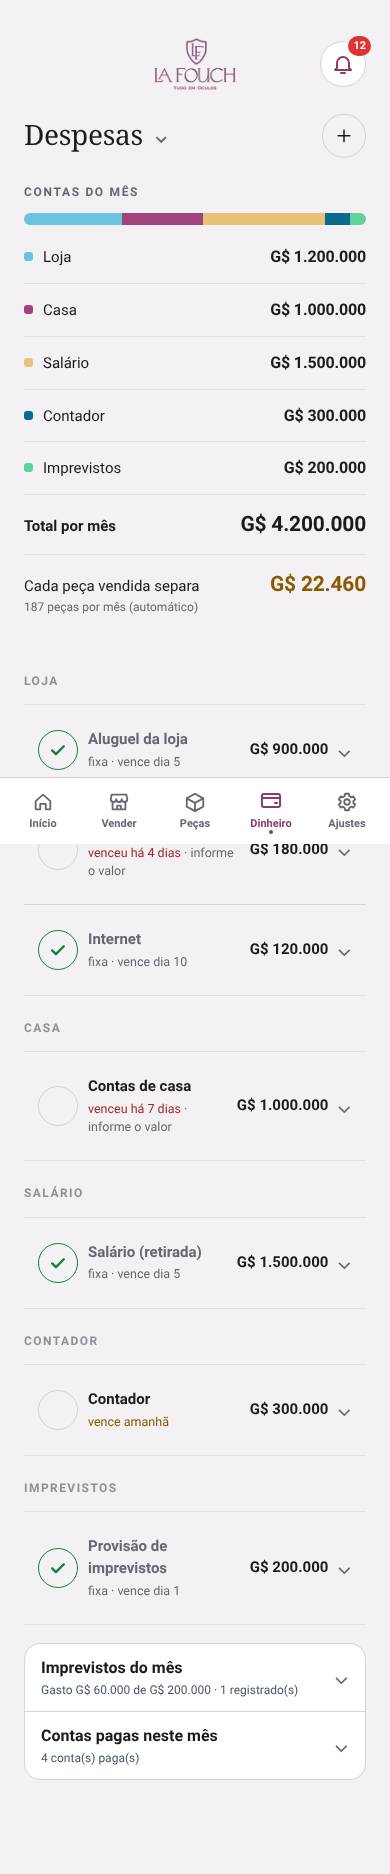 LF
LA FOUCH
TUDO EM ÓCULOS
12
Despesas
CONTAS DO MÊS
Loja G$ 1.200.000
Casa G$ 1.000.000
Salário G$ 1.500.000
Contador G$ 300.000
Imprevistos G$ 200.000
Total por mês G$ 4.200.000
Cada peça vendida separa G$ 22.460
187 peças por mês (automático)
LOJA
Aluguel da loja G$ 900.000
fixa · vence dia 5
Início Vender Peças Dinheiro Ajustes
venceu há 4 dias · informe G$ 180.000
o valor
Internet G$ 120.000
fixa · vence dia 10
CASA
Contas de casa G$ 1.000.000
venceu há 7 dias ·
informe o valor
SALÁRIO
Salário (retirada) G$ 1.500.000
fixa · vence dia 5
CONTADOR
Contador G$ 300.000
vence amanhã
IMPREVISTOS
Provisão de
imprevistos G$ 200.000
fixa · vence dia 1
Imprevistos do mês
Gasto G$ 60.000 de G$ 200.000 · 1 registrado(s)
Contas pagas neste mês
4 conta(s) paga(s)